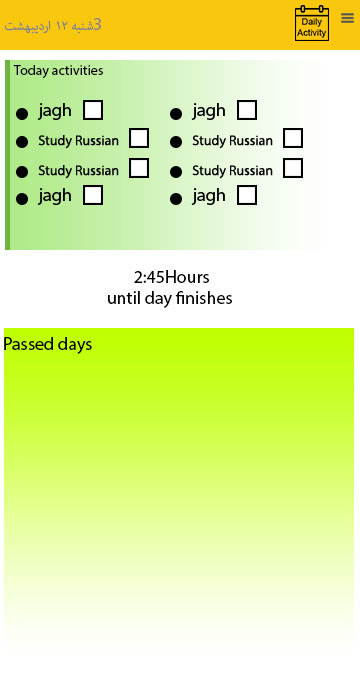 3شنبه ۱۲ اردیبهشت
Daily
Activity
Today activities
jagh jagh
Study Russian Study Russian
Study Russian Study Russian
jagh jagh
2:45Hours
until day finishes
Passed days